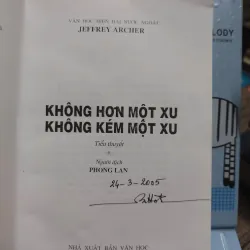 VĂN HỌC HIỆN ĐẠI NƯỚC NGOÀI
JEFFREY ARCHER
KHÔNG HƠN MỘT XU
KHÔNG KÉM MỘT XU
Tiểu thuyết
Người dịch
PHONG LAN
24-3-2005
NHÀ XUẤT BẢN VĂN HỌC
LODY